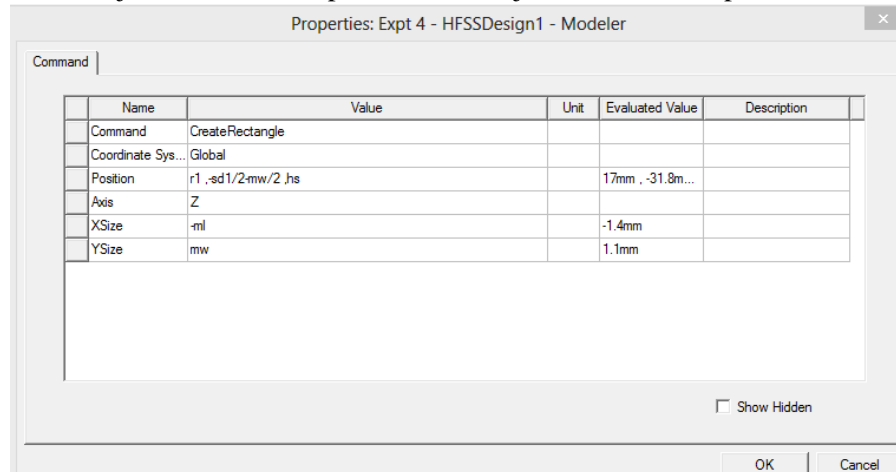 Properties: Expt 4 - HFSSDesign1 - Modeler
Command
Name Value Unit Evaluated Value Description
Command CreateRectangle
Coordinate Sys... Global
Position r1 ,-sd1/2-mw/2 ,hs 17mm , -31.8m...
Axis Z
XSize -ml -1.4mm
YSize mw 1.1mm
Show Hidden
OK Cancel